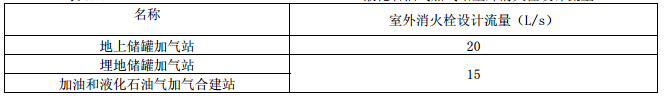 名称 室外消火栓设计流量（L/s）
地上储罐加气站 20
埋地储罐加气站 15
加油和液化石油气加气合建站